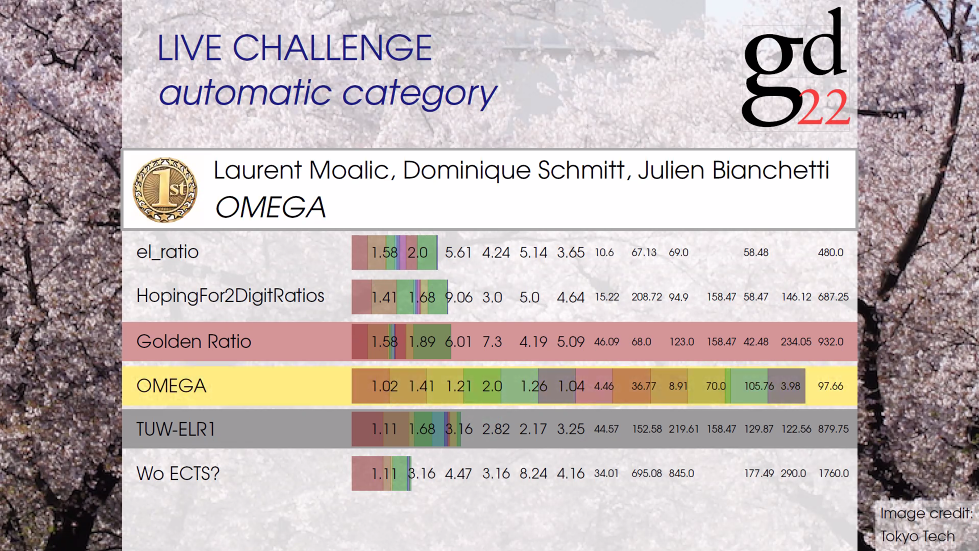 LIVE CHALLENGE
automatic category
gd
22
1st
Laurent Moalic, Dominique Schmitt, Julien Bianchetti
OMEGA
el_ratio 1.58 2.0 5.61 4.24 5.14 3.65 10.6 67.13 69.0 58.48 480.0
HopingFor2DigitRatios 1.41 1.68 9.06 3.0 5.0 4.64 15.22 208.72 94.9 158.47 58.47 146.12 687.25
Golden Ratio 1.58 1.89 6.01 7.3 4.19 5.09 46.09 68.0 123.0 158.47 42.48 234.05 932.0
OMEGA 1.02 1.41 1.21 2.0 1.26 1.04 4.46 36.77 8.91 70.0 105.76 3.98 97.66
TUW-ELR1 1.11 1.68 3.16 2.82 2.17 3.25 44.57 152.58 219.61 158.47 129.87 122.56 879.75
Wo ECTS? 1.11 3.16 4.47 3.16 8.24 4.16 34.01 695.08 845.0 177.49 290.0 1760.0
Image credit:
Tokyo Tech